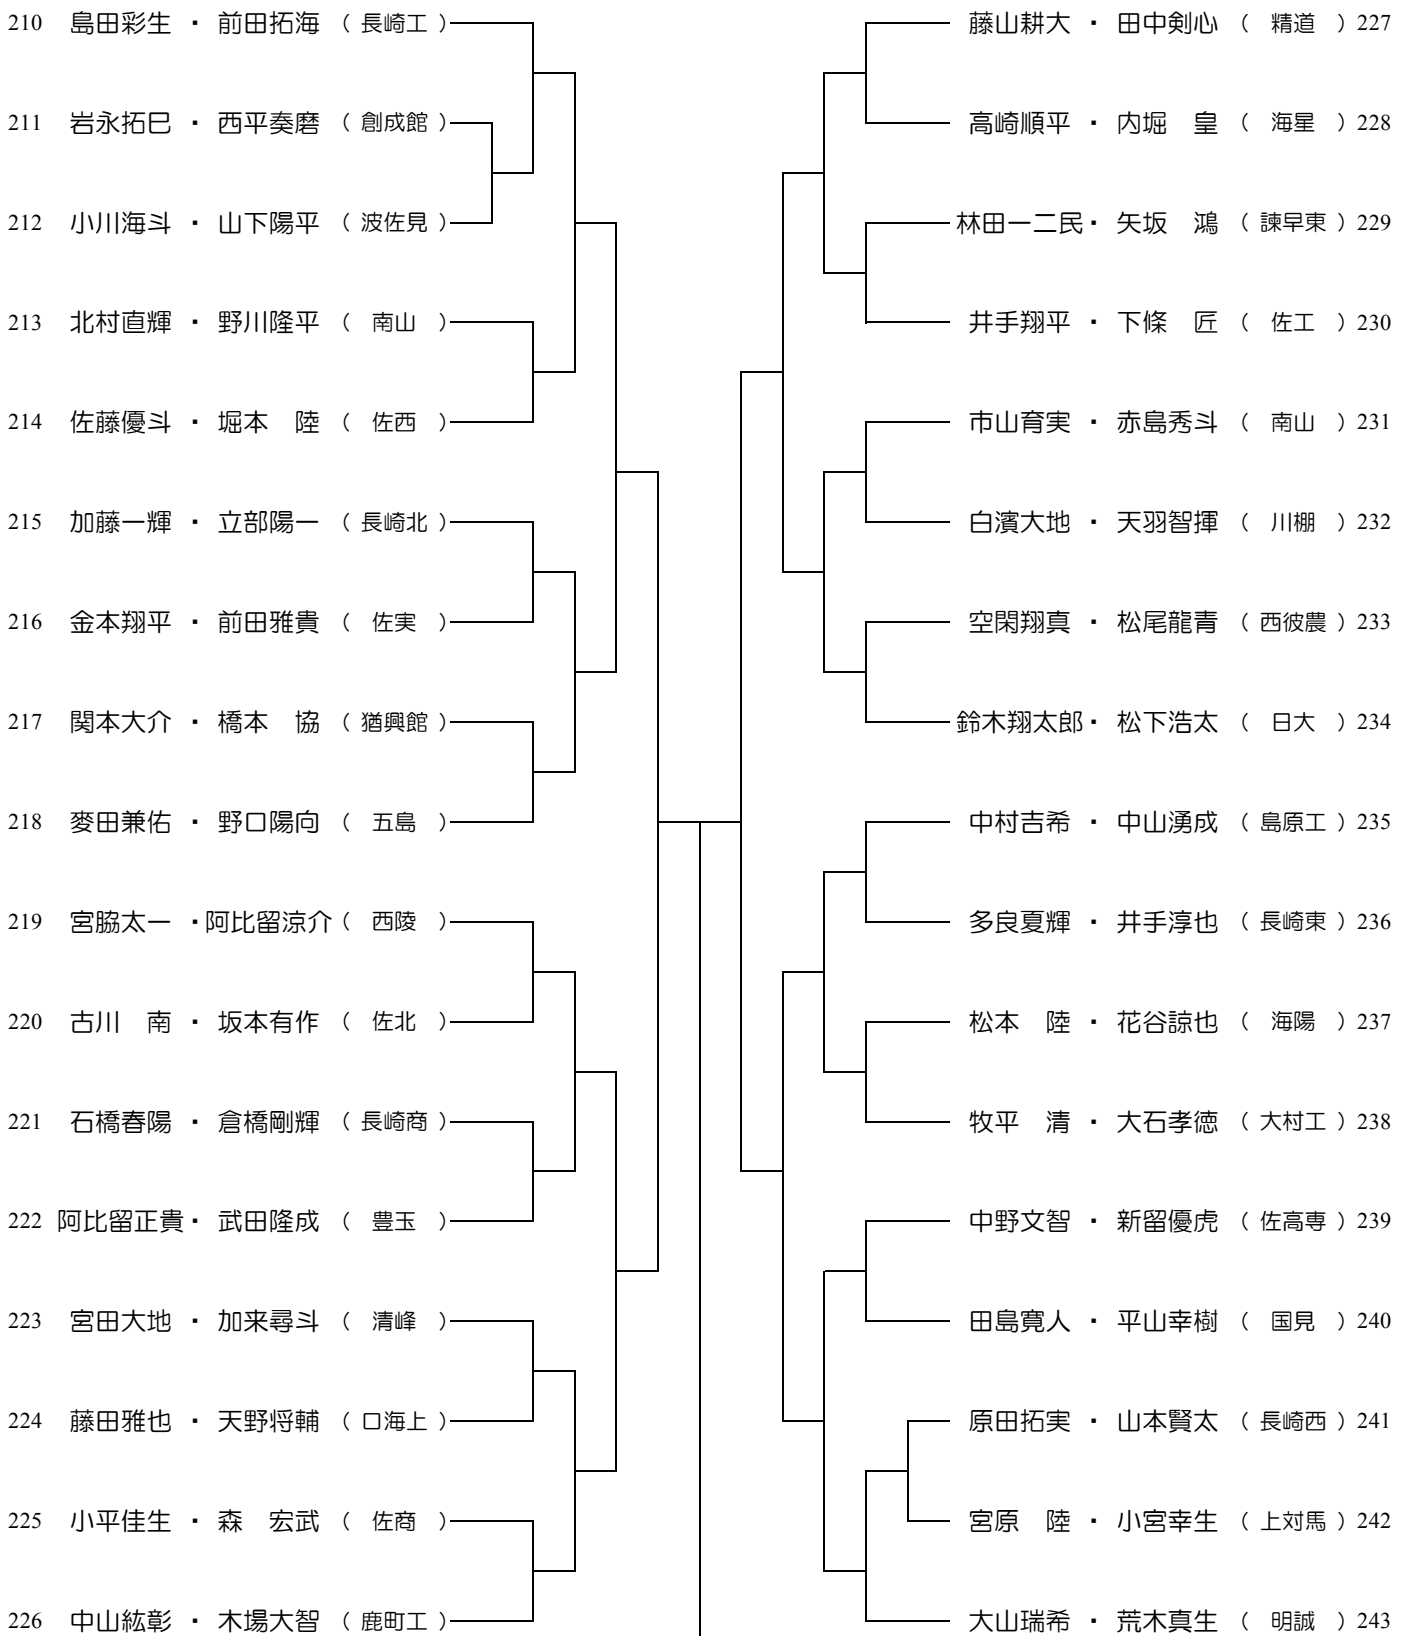 210 島田彩生 ・ 前田拓海 （ 長崎工 ）
211 岩永拓巳 ・ 西平奏磨 （ 創成館 ）
212 小川海斗 ・ 山下陽平 （ 波佐見 ）
213 北村直輝 ・ 野川隆平 （ 南山 ）
214 佐藤優斗 ・ 堀本　陸 （ 佐西 ）
215 加藤一輝 ・ 立部陽一 （ 長崎北 ）
216 金本翔平 ・ 前田雅貴 （ 佐実 ）
217 関本大介 ・ 橋本　協 （ 猶興館 ）
218 麥田兼佑 ・ 野口陽向 （ 五島 ）
219 宮脇太一 ・阿比留涼介（ 西陵 ）
220 古川　南 ・ 坂本有作 （ 佐北 ）
221 石橋春陽 ・ 倉橋剛輝 （ 長崎商 ）
222 阿比留正貴・ 武田隆成 （ 豊玉 ）
223 宮田大地 ・ 加来尋斗 （ 清峰 ）
224 藤田雅也 ・ 天野将輔 （ 口海上 ）
225 小平佳生 ・ 森　宏武 （ 佐商 ）
226 中山紘彰 ・ 木場大智 （ 鹿町工 ）
藤山耕大 ・ 田中剣心 （ 精道 ）227
高崎順平 ・ 内堀　皇 （ 海星 ）228
林田一二民・ 矢坂　鴻 （ 諫早東 ）229
井手翔平 ・ 下條　匠 （ 佐工 ）230
市山育実 ・ 赤島秀斗 （ 南山 ）231
白濱大地 ・ 天羽智揮 （ 川棚 ）232
空閑翔真 ・ 松尾龍青 （ 西彼農 ）233
鈴木翔太郎・ 松下浩太 （ 日大 ）234
中村吉希 ・ 中山湧成 （ 島原工 ）235
多良夏輝 ・ 井手淳也 （ 長崎東 ）236
松本　陸 ・ 花谷諒也 （ 海陽 ）237
牧平　清 ・ 大石孝徳 （ 大村工 ）238
中野文智 ・ 新留優虎 （ 佐高専 ）239
田島寛人 ・ 平山幸樹 （ 国見 ）240
原田拓実 ・ 山本賢太 （ 長崎西 ）241
宮原　陸 ・ 小宮幸生 （ 上対馬 ）242
大山瑞希 ・ 荒木真生 （ 明誠 ）243